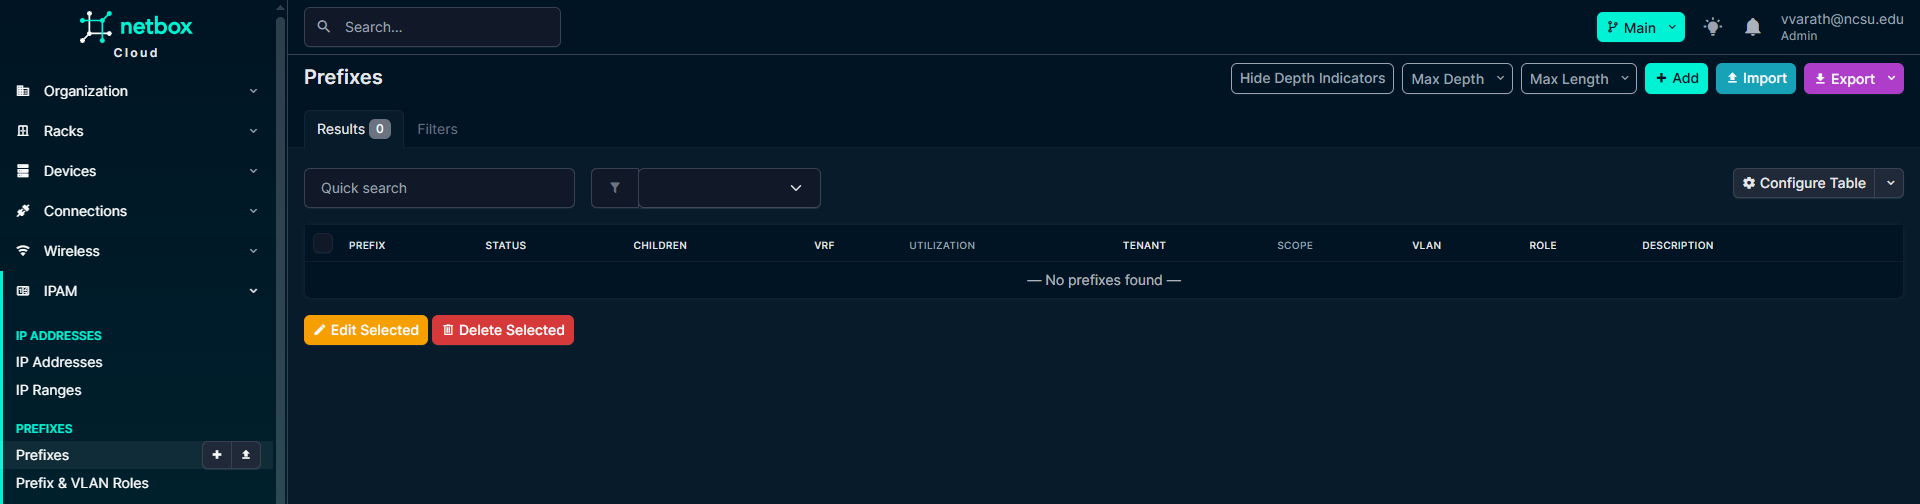 netbox
Cloud
Search...
Main
vvarath@ncsu.edu
Admin
Organization
Racks
Devices
Connections
Wireless
IPAM
IP ADDRESSES
IP Addresses
IP Ranges
PREFIXES
Prefixes
Prefix & VLAN Roles
Prefixes
Hide Depth Indicators
Max Depth
Max Length
+ Add
Import
Export
Results 0
Filters
Quick search
Configure Table
PREFIX STATUS CHILDREN VRF UTILIZATION TENANT SCOPE VLAN ROLE DESCRIPTION
— No prefixes found —
Edit Selected
Delete Selected